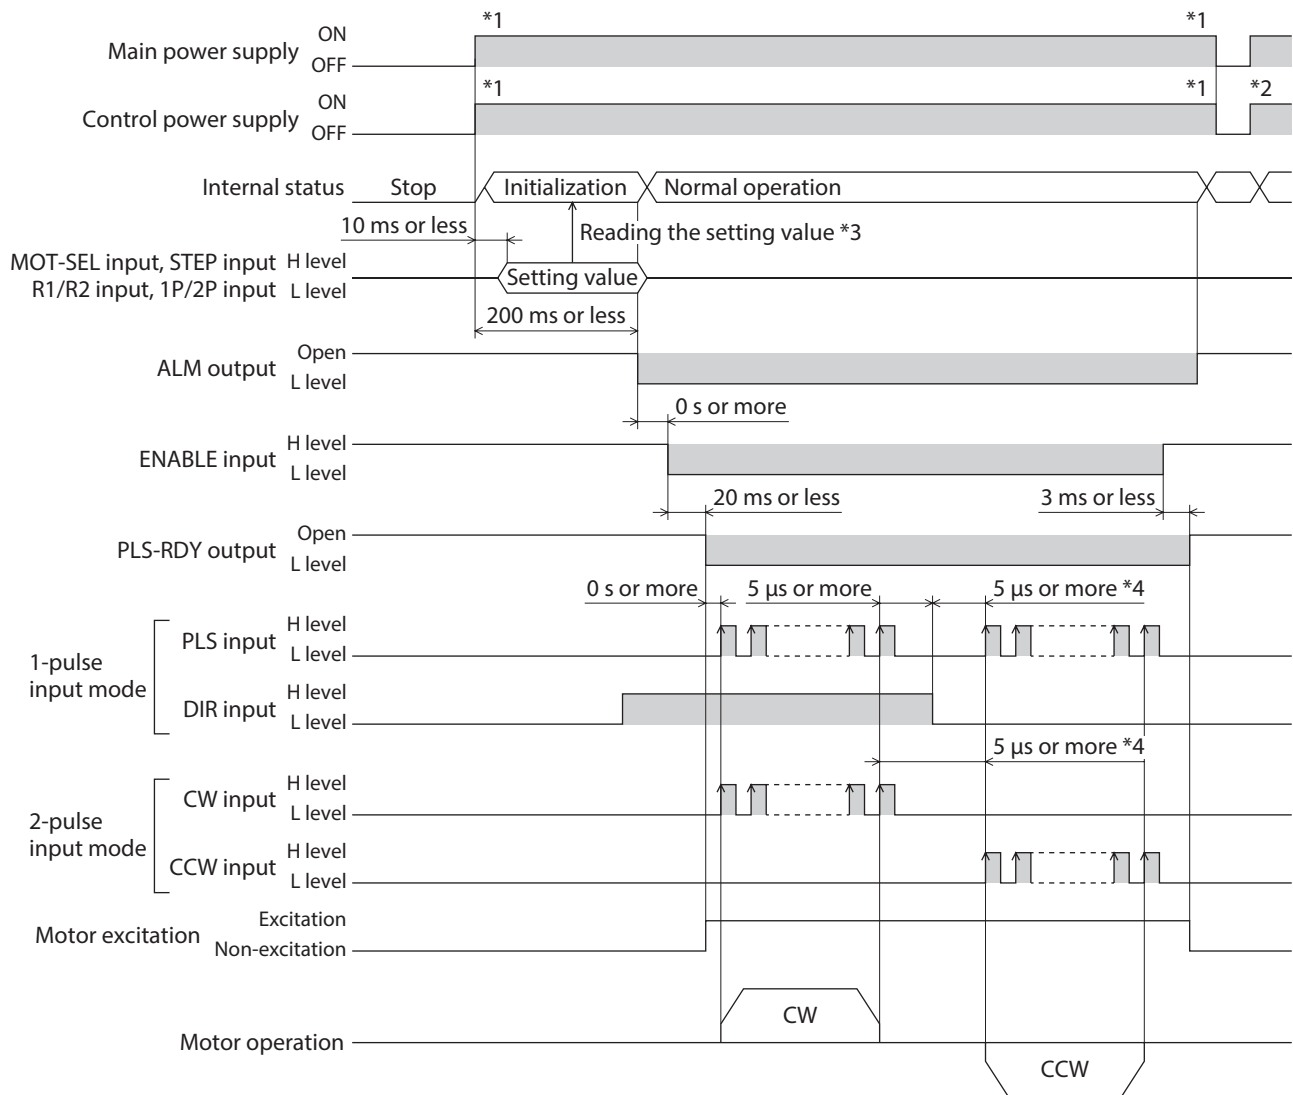 *1 *1
Main power supply ON
OFF
*1 *1 *2
Control power supply ON
OFF
Internal status Stop Initialization Normal operation
10 ms or less
Reading the setting value *3
MOT-SEL input, STEP input H level
R1/R2 input, 1P/2P input L level
Setting value
200 ms or less
ALM output Open
L level
0 s or more
ENABLE input H level
L level
20 ms or less 3 ms or less
PLS-RDY output Open
L level
0 s or more 5 µs or more 5 µs or more *4
1-pulse
input mode
PLS input H level
L level
DIR input H level
L level
5 µs or more *4
2-pulse
input mode
CW input H level
L level
CCW input H level
L level
Motor excitation Excitation
Non-excitation
CW
Motor operation
CCW